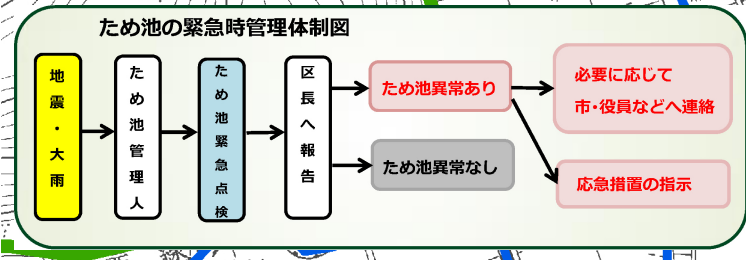 ため池の緊急時管理体制図
地震・大雨
ため池管理人
ため池緊急点検
区長へ報告
ため池異常あり
ため池異常なし
必要に応じて
市・役員などへ連絡
応急措置の指示